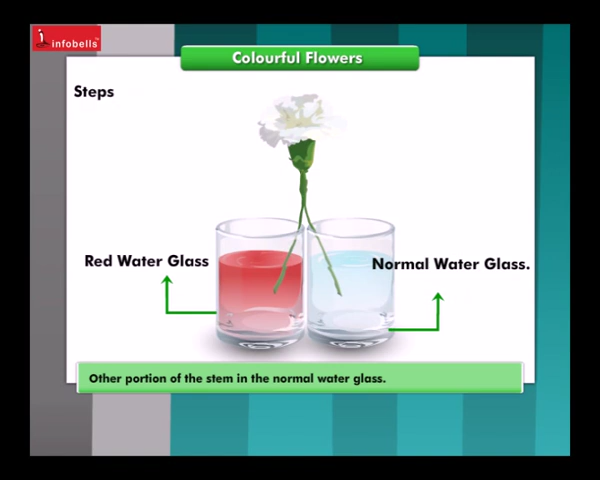 infobells
Colourful Flowers
Steps
Red Water Glass
Normal Water Glass.
Other portion of the stem in the normal water glass.